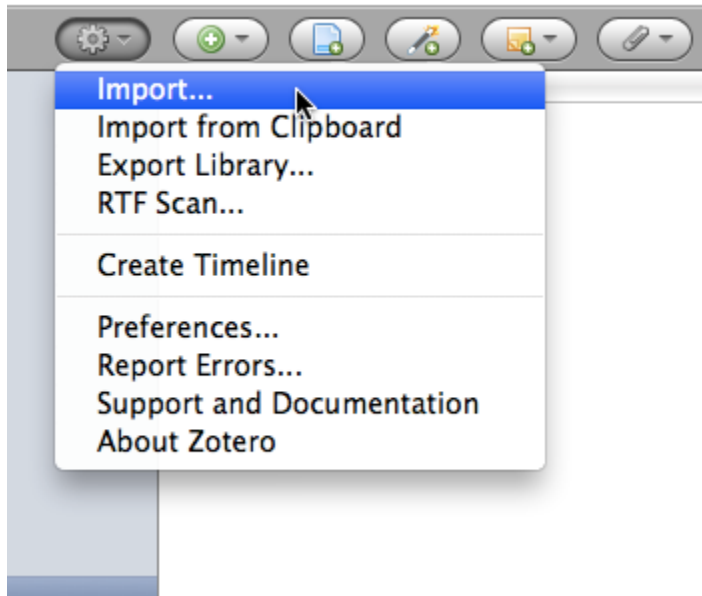 Import...
Import from Clipboard
Export Library...
RTF Scan...
Create Timeline
Preferences...
Report Errors...
Support and Documentation
About Zotero